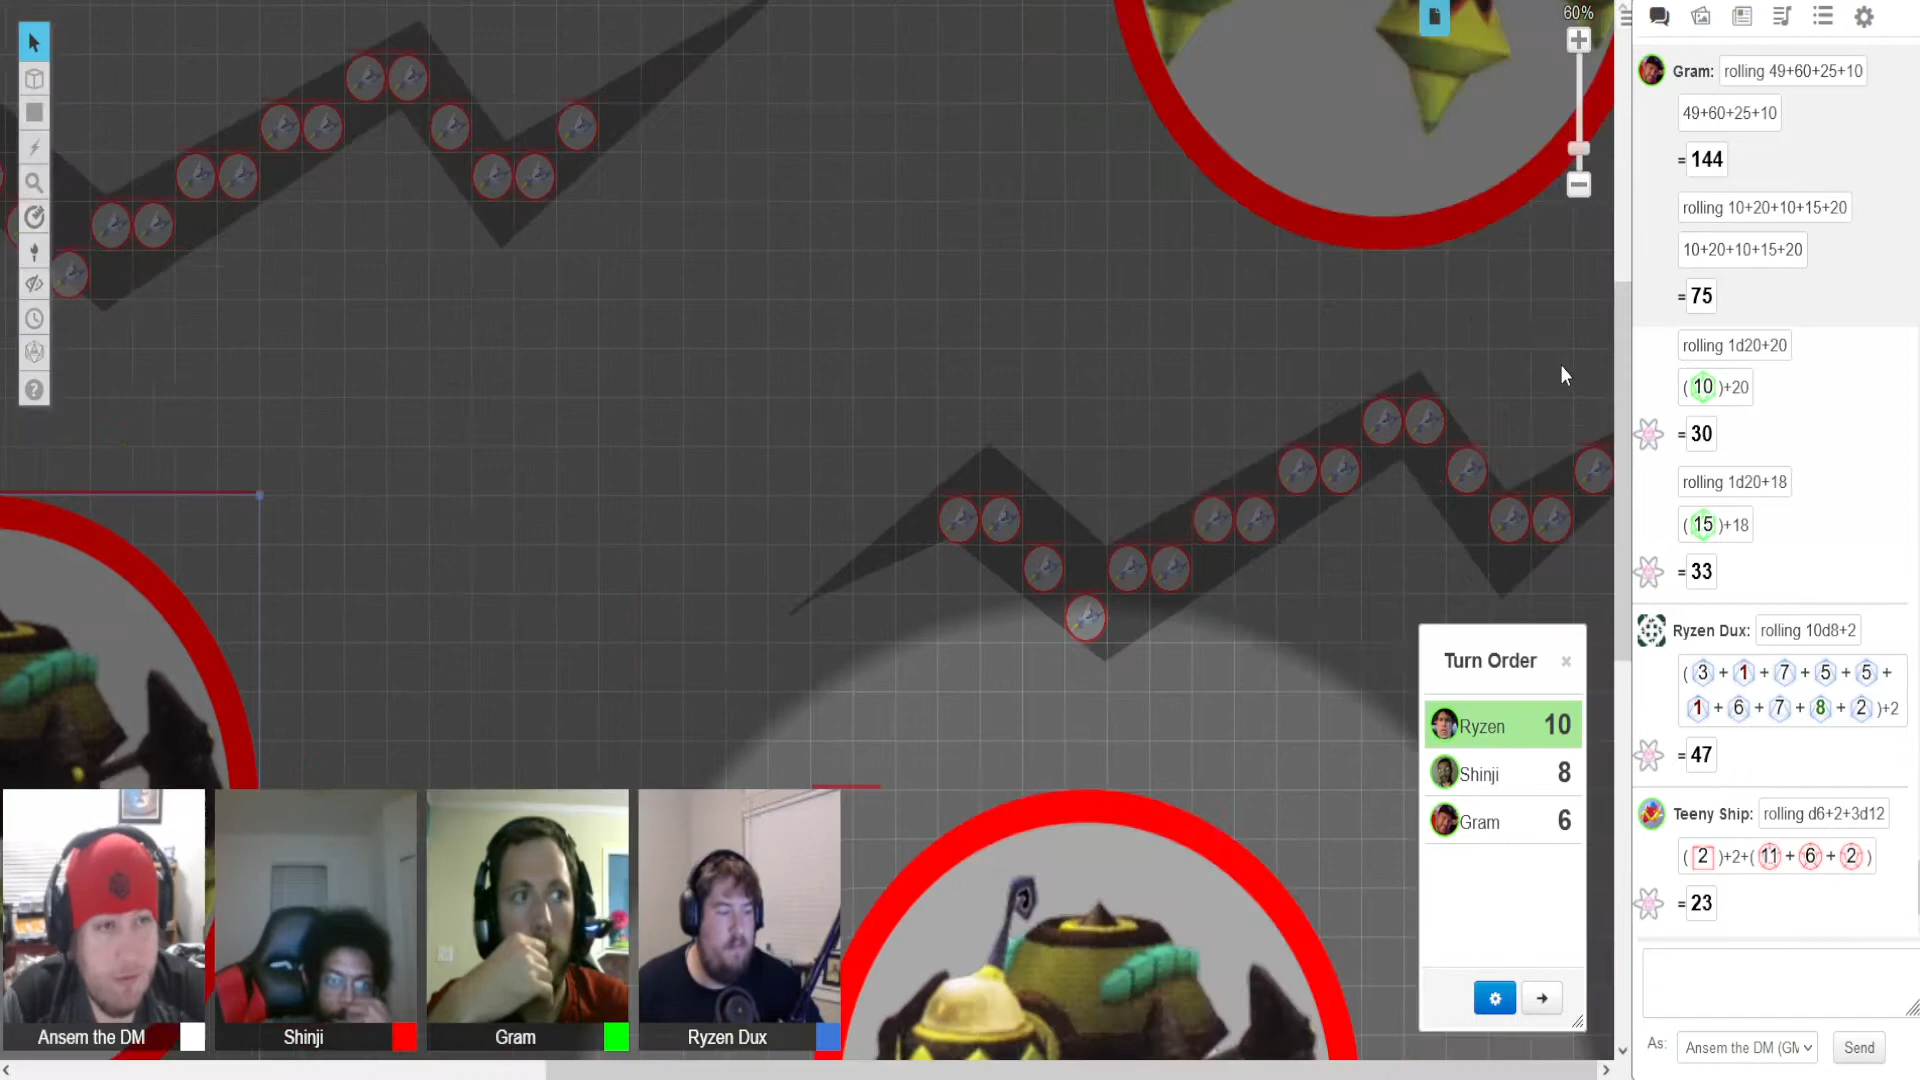 60%
Gram: rolling 49+60+25+10
49+60+25+10
= 144
rolling 10+20+10+15+20
10+20+10+15+20
= 75
rolling 1d20+20
(10)+20
= 30
rolling 1d20+18
(15)+18
= 33
Ryzen Dux: rolling 10d8+2
(3+1+7+5+5+
1+6+7+8+2)+2
= 47
Teeny Ship: rolling d6+2+3d12
(2)+2+(11+6+2)
= 23
Turn Order ×
Ryzen 10
Shinji 8
Gram 6
Ansem the DM
Shinji
Gram
Ryzen Dux
As: Ansem the DM (GM
Send